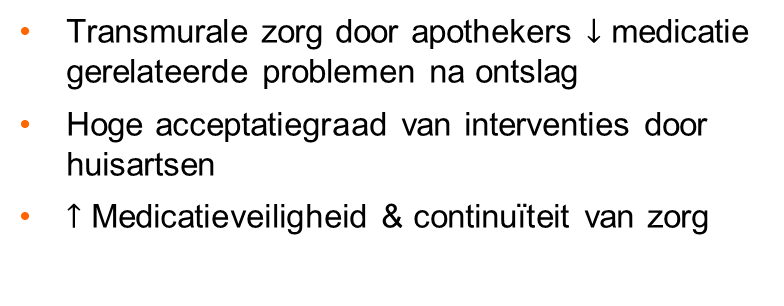 • Transmurale zorg door apothekers ↓ medicatie
gerelateerde problemen na ontslag
• Hoge acceptatiegraad van interventies door
huisartsen
• ↑ Medicatieveiligheid & continuïteit van zorg